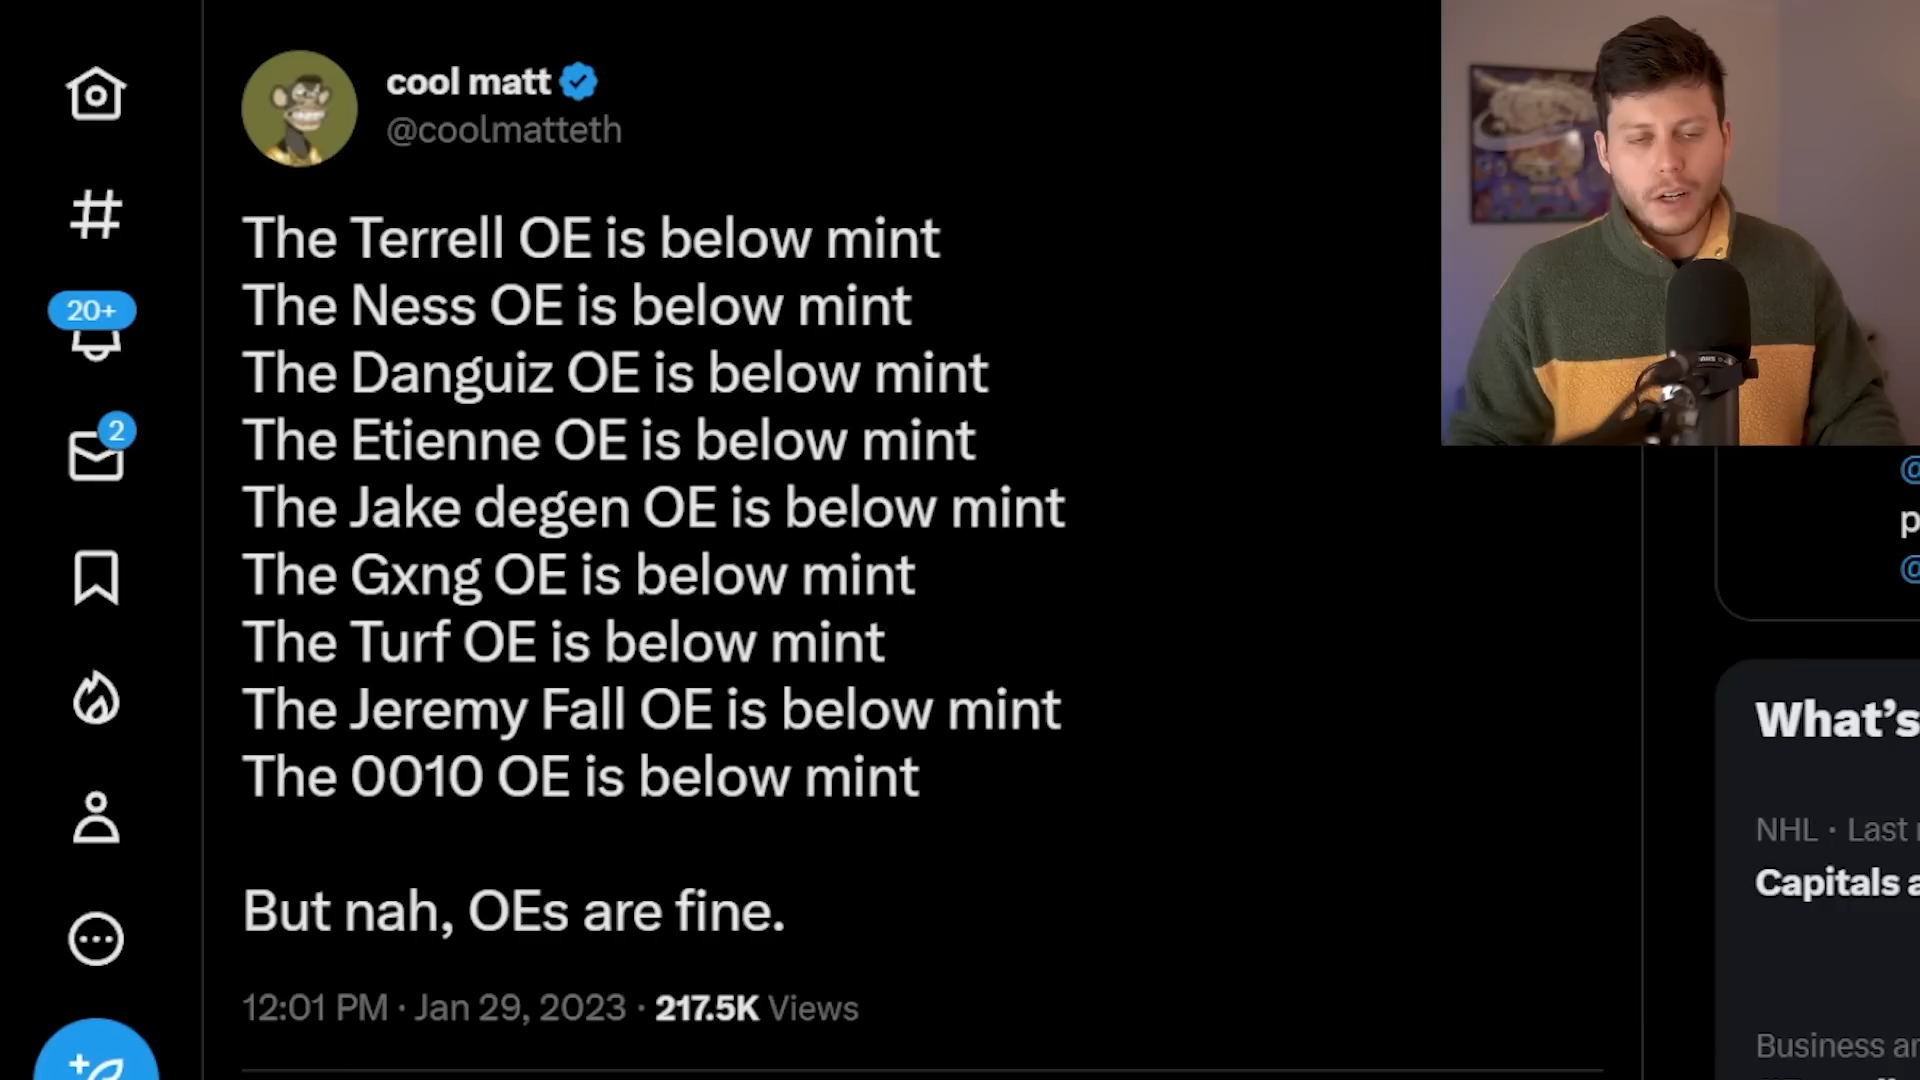 cool matt
@coolmatteth
The Terrell OE is below mint
The Ness OE is below mint
The Danguiz OE is below mint
The Etienne OE is below mint
The Jake degen OE is below mint
The Gxng OE is below mint
The Turf OE is below mint
The Jeremy Fall OE is below mint
The 0010 OE is below mint
But nah, OEs are fine.
12:01 PM · Jan 29, 2023 · 217.5K Views
20+
2
@
p
@
What's
NHL · Last
Capitals a
Business ar